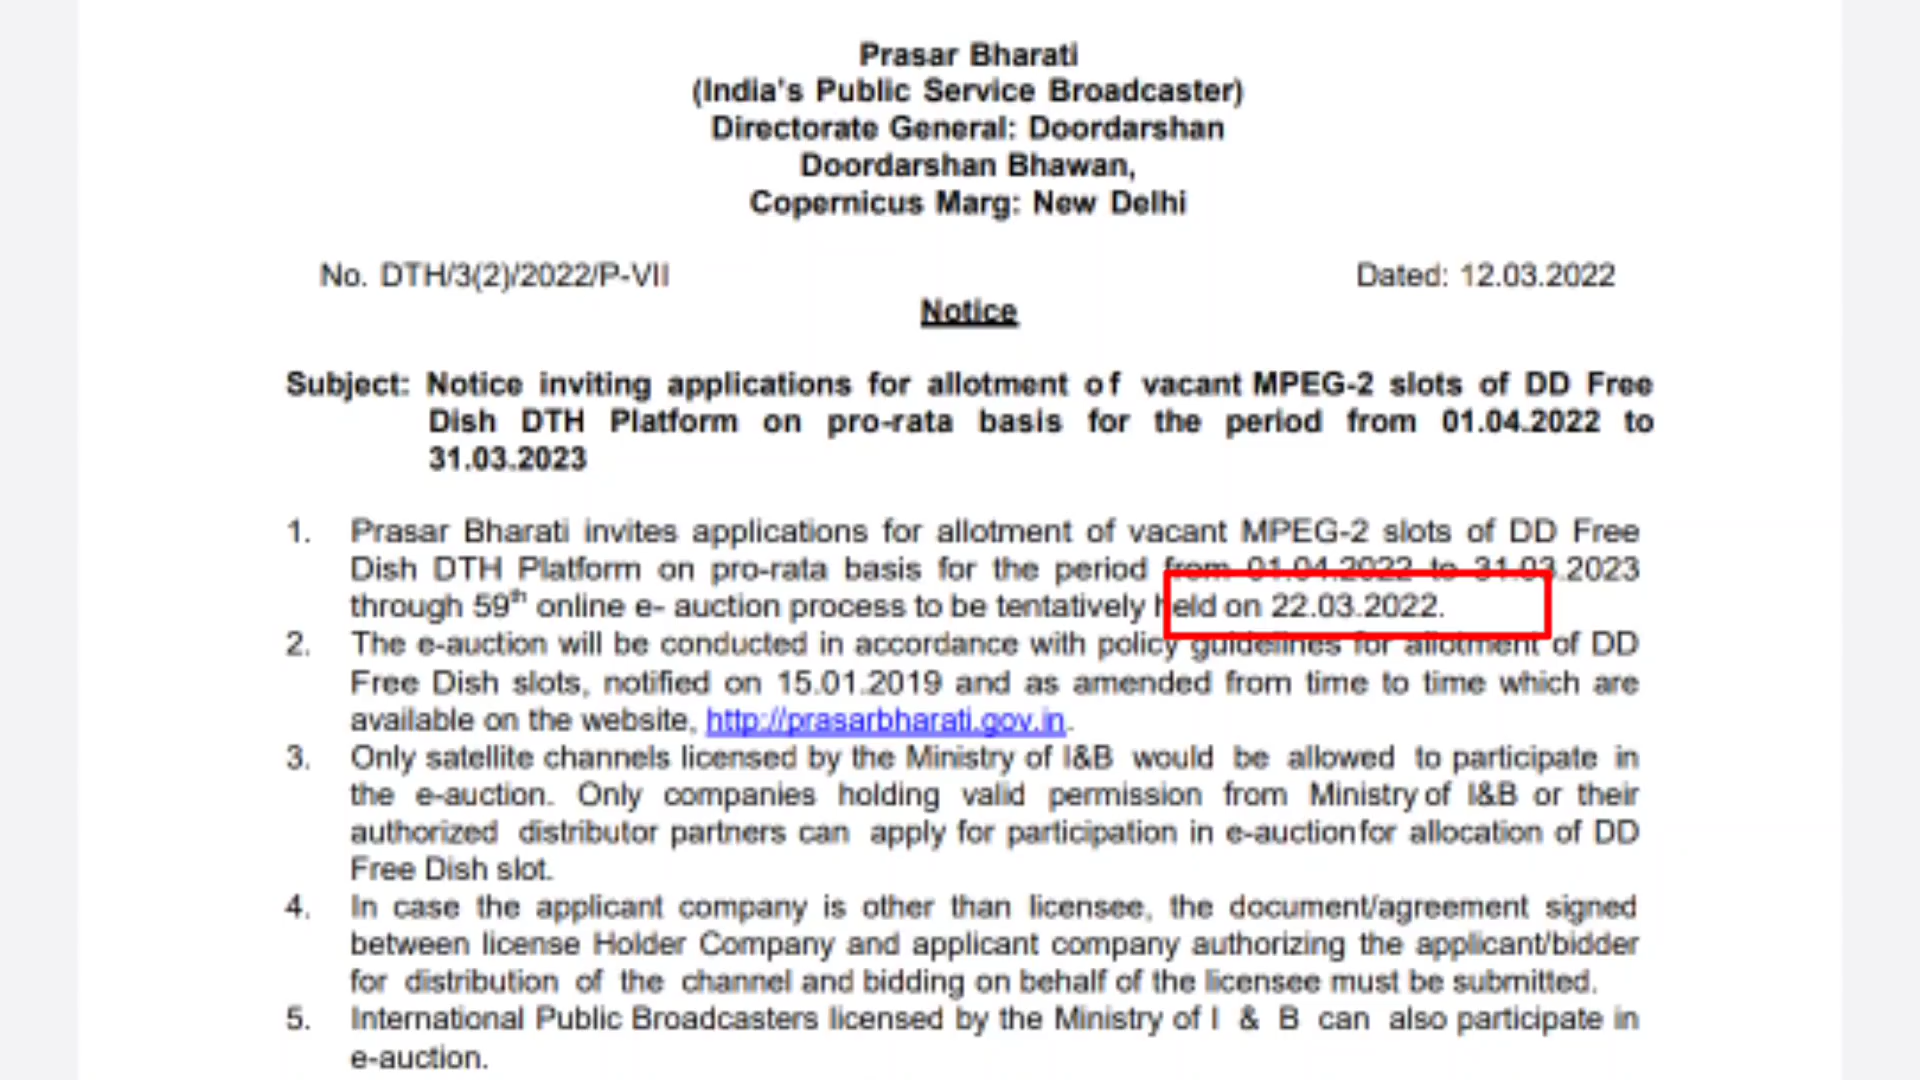 Prasar Bharati
(India's Public Service Broadcaster)
Directorate General: Doordarshan
Doordarshan Bhawan,
Copernicus Marg: New Delhi
No. DTH/3(2)/2022/P-VII Dated: 12.03.2022
Notice
Subject: Notice inviting applications for allotment of vacant MPEG-2 slots of DD Free
Dish DTH Platform on pro-rata basis for the period from 01.04.2022 to
31.03.2023
1. Prasar Bharati invites applications for allotment of vacant MPEG-2 slots of DD Free
Dish DTH Platform on pro-rata basis for the period from 01.04.2022 to 31.03.2023
through 59th online e- auction process to be tentatively held on 22.03.2022.
2. The e-auction will be conducted in accordance with policy guidelines for allotment of DD
Free Dish slots, notified on 15.01.2019 and as amended from time to time which are
available on the website, http://prasarbharati.gov.in.
3. Only satellite channels licensed by the Ministry of I&B would be allowed to participate in
the e-auction. Only companies holding valid permission from Ministry of I&B or their
authorized distributor partners can apply for participation in e-auction for allocation of DD
Free Dish slot.
4. In case the applicant company is other than licensee, the document/agreement signed
between license Holder Company and applicant company authorizing the applicant/bidder
for distribution of the channel and bidding on behalf of the licensee must be submitted.
5. International Public Broadcasters licensed by the Ministry of I & B can also participate in
e-auction.